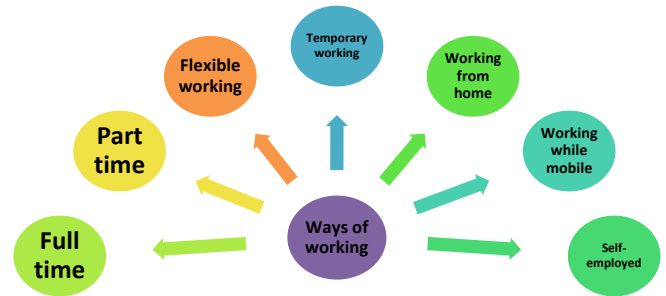 Temporary
working
Flexible
working
Working
from
home
Part
time
Working
while
mobile
Full
time
Ways of
working
Self-
employed